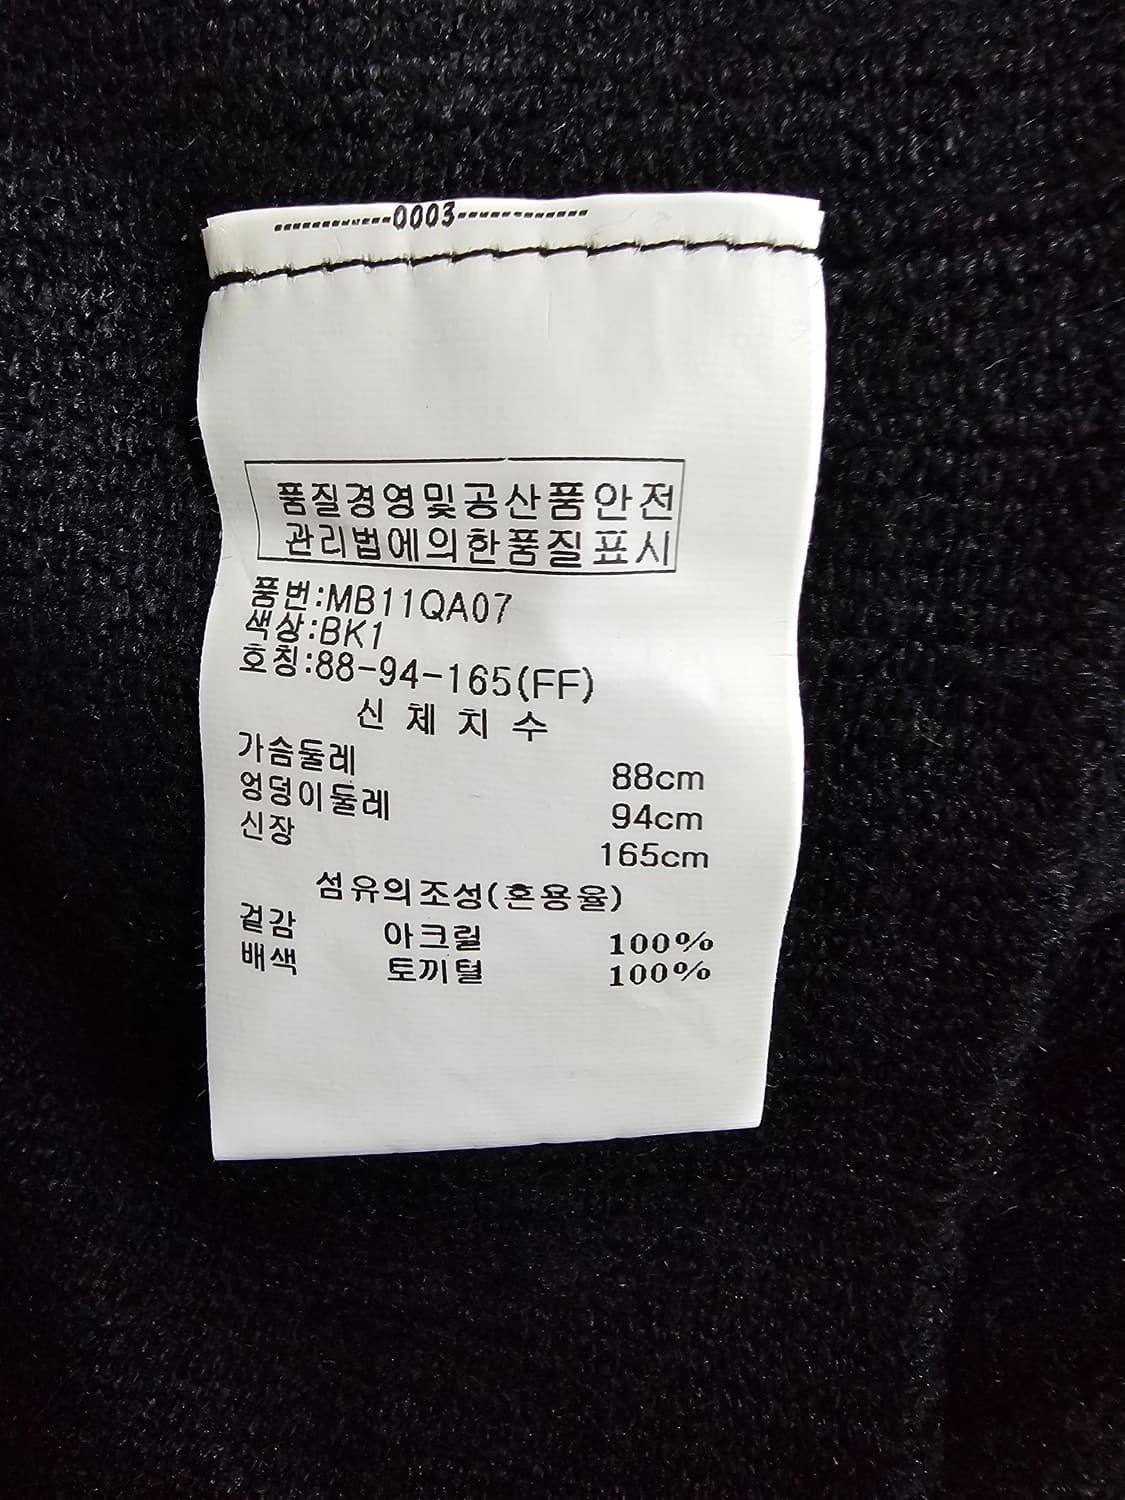 ------------0003------------
품질경영및공산품안전
관리법에의한품질표시
품번:MB11QA07
색상:BK1
호칭:88-94-165(FF)
신 체 치 수
가슴둘레 88cm
엉덩이둘레 94cm
신장 165cm
섬유의조성(혼용율)
겉감 아크릴 100%
배색 토끼털 100%